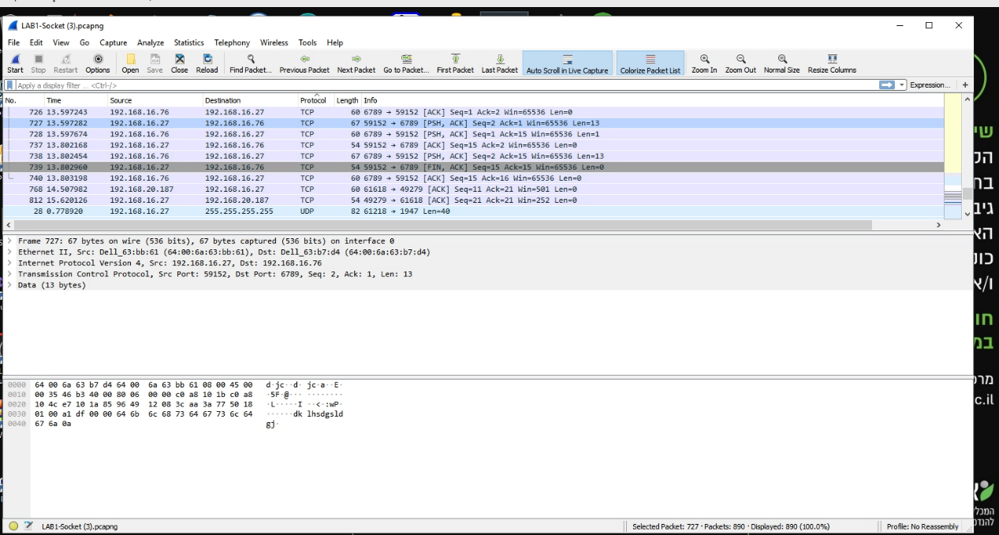 LAB1-Socket (3).pcapng
File Edit View Go Capture Analyze Statistics Telephony Wireless Tools Help
Start Stop Restart Options Open Save Close Reload Find Packet... Previous Packet Next Packet Go to Packet... First Packet Last Packet Auto Scroll in Live Capture Colorize Packet List Zoom In Zoom Out Normal Size Resize Columns
Apply a display filter ... <Ctrl-/> Expression... +
No. Time Source Destination Protocol Length Info
726 13.597243 192.168.16.76 192.168.16.27 TCP 60 6789 → 59152 [ACK] Seq=1 Ack=2 Win=65536 Len=0
727 13.597282 192.168.16.27 192.168.16.76 TCP 67 59152 → 6789 [PSH, ACK] Seq=2 Ack=1 Win=65536 Len=13
728 13.597674 192.168.16.76 192.168.16.27 TCP 60 6789 → 59152 [PSH, ACK] Seq=1 Ack=15 Win=65536 Len=1
737 13.802168 192.168.16.27 192.168.16.76 TCP 54 59152 → 6789 [ACK] Seq=15 Ack=2 Win=65536 Len=0
738 13.802454 192.168.16.76 192.168.16.27 TCP 67 6789 → 59152 [PSH, ACK] Seq=2 Ack=15 Win=65536 Len=13
739 13.802960 192.168.16.27 192.168.16.76 TCP 54 59152 → 6789 [FIN, ACK] Seq=15 Ack=15 Win=65536 Len=0
740 13.803198 192.168.16.76 192.168.16.27 TCP 60 6789 → 59152 [ACK] Seq=15 Ack=16 Win=65536 Len=0
768 14.507982 192.168.20.187 192.168.16.27 TCP 60 61618 → 49279 [ACK] Seq=11 Ack=21 Win=501 Len=0
812 15.620126 192.168.16.27 192.168.20.187 TCP 54 49279 → 61618 [ACK] Seq=21 Ack=21 Win=252 Len=0
28 0.778920 192.168.16.27 255.255.255.255 UDP 82 61218 → 1947 Len=40
Frame 727: 67 bytes on wire (536 bits), 67 bytes captured (536 bits) on interface 0
Ethernet II, Src: Dell_63:bb:61 (64:00:6a:63:bb:61), Dst: Dell_63:b7:d4 (64:00:6a:63:b7:d4)
Internet Protocol Version 4, Src: 192.168.16.27, Dst: 192.168.16.76
Transmission Control Protocol, Src Port: 59152, Dst Port: 6789, Seq: 2, Ack: 1, Len: 13
Data (13 bytes)
0000 64 00 6a 63 b7 d4 64 00 6a 63 bb 61 08 00 45 00 d·jc··d· jc·a··E·
0010 00 35 46 b3 40 00 80 06 00 00 c0 a8 10 1b c0 a8 ·5F·@··· ········
0020 10 4c e7 10 1a 85 96 49 12 08 3c aa 3a 77 50 18 ·L·····I ··<·:wP·
0030 01 00 a1 df 00 00 64 6b 6c 68 73 64 67 73 6c 64 ······dk lhsdgsld
0040 67 6a 0a gj·
LAB1-Socket (3).pcapng Selected Packet: 727 · Packets: 890 · Displayed: 890 (100.0%) Profile: No Reassembly
c.il